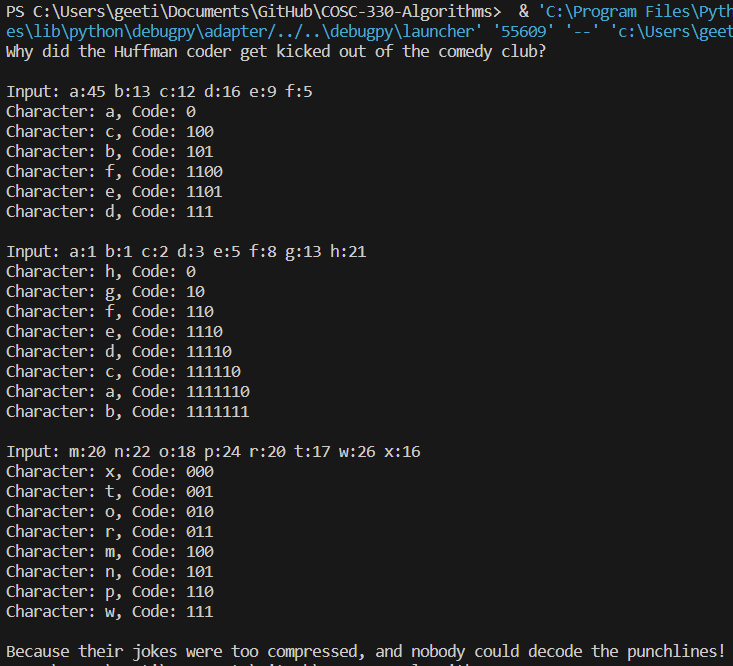 PS C:\Users\geeti\Documents\GitHub\COSC-330-Algorithms>  & 'C:\Program Files\Pyth
es\lib\python\debugpy\adapter/../..\debugpy\launcher' '55609' '--' 'c:\Users\geet
Why did the Huffman coder get kicked out of the comedy club?
Input: a:45 b:13 c:12 d:16 e:9 f:5
Character: a, Code: 0
Character: c, Code: 100
Character: b, Code: 101
Character: f, Code: 1100
Character: e, Code: 1101
Character: d, Code: 111
Input: a:1 b:1 c:2 d:3 e:5 f:8 g:13 h:21
Character: h, Code: 0
Character: g, Code: 10
Character: f, Code: 110
Character: e, Code: 1110
Character: d, Code: 11110
Character: c, Code: 111110
Character: a, Code: 1111110
Character: b, Code: 1111111
Input: m:20 n:22 o:18 p:24 r:20 t:17 w:26 x:16
Character: x, Code: 000
Character: t, Code: 001
Character: o, Code: 010
Character: r, Code: 011
Character: m, Code: 100
Character: n, Code: 101
Character: p, Code: 110
Character: w, Code: 111
Because their jokes were too compressed, and nobody could decode the punchlines!